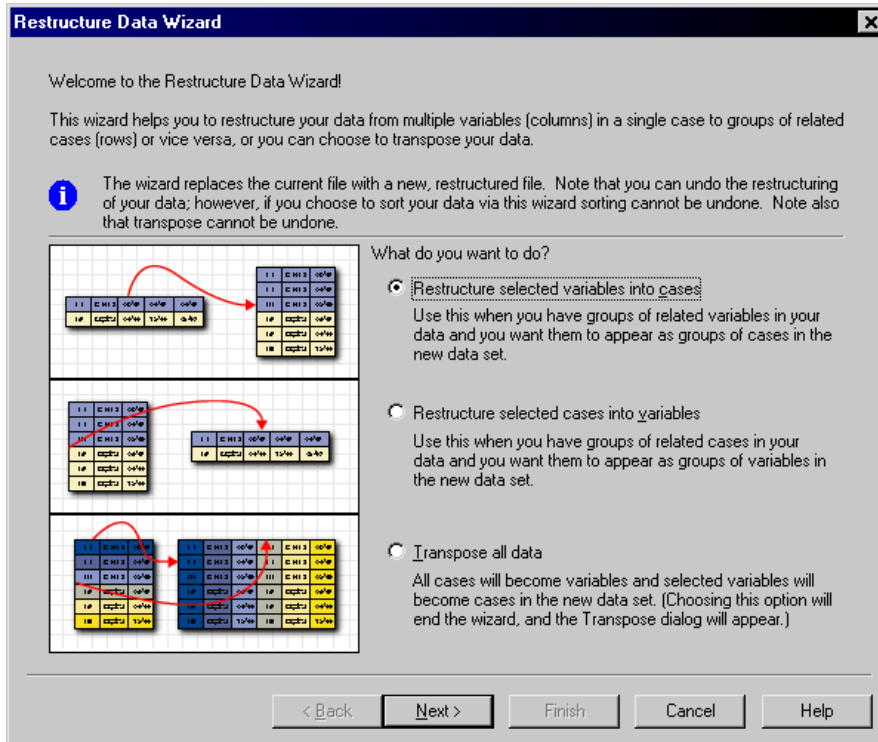 Restructure Data Wizard
Welcome to the Restructure Data Wizard!
This wizard helps you to restructure your data from multiple variables (columns) in a single case to groups of related
cases (rows) or vice versa, or you can choose to transpose your data.
The wizard replaces the current file with a new, restructured file. Note that you can undo the restructuring
of your data; however, if you choose to sort your data via this wizard sorting cannot be undone. Note also
that transpose cannot be undone.
What do you want to do?
Restructure selected variables into cases
Use this when you have groups of related variables in your
data and you want them to appear as groups of cases in the
new data set.
Restructure selected cases into variables
Use this when you have groups of related cases in your
data and you want them to appear as groups of variables in
the new data set.
Transpose all data
All cases will become variables and selected variables will
become cases in the new data set. (Choosing this option will
end the wizard, and the Transpose dialog will appear.)
< Back
Next >
Finish
Cancel
Help